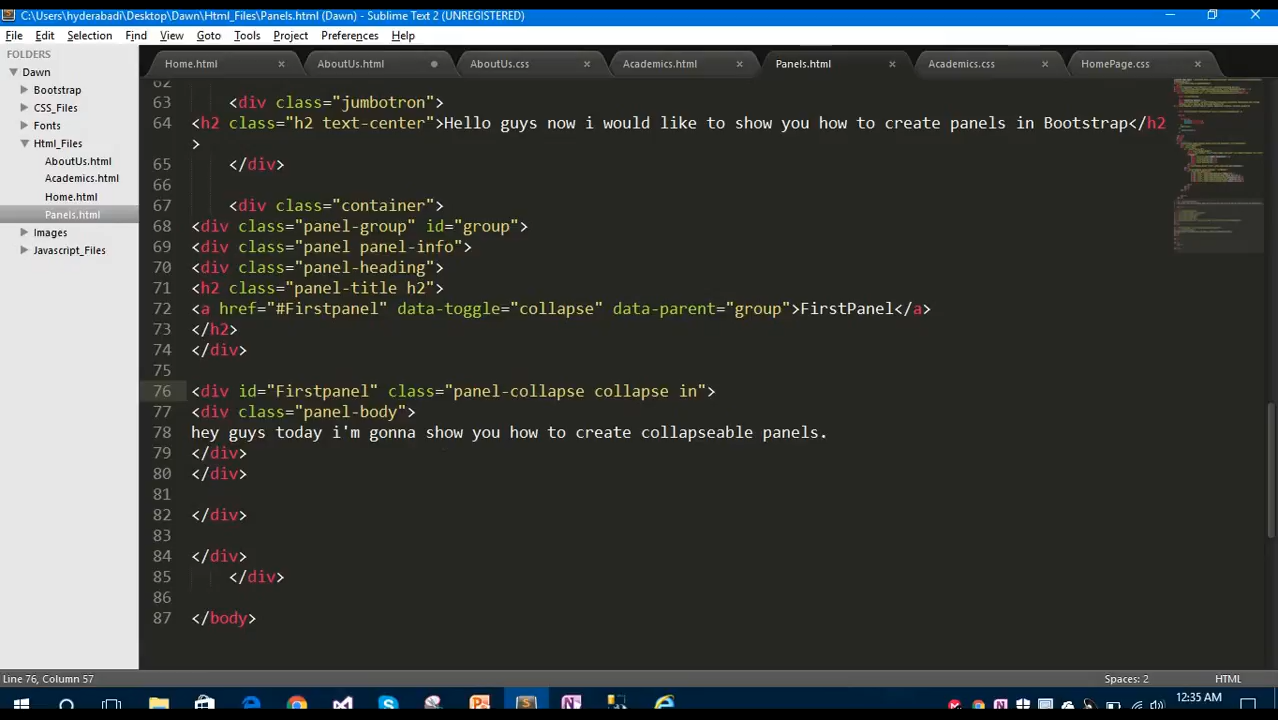 C:\Users\hyderabadi\Desktop\Dawn\Html_Files\Panels.html (Dawn) - Sublime Text 2 (UNREGISTERED)
File Edit Selection Find View Goto Tools Project Preferences Help
FOLDERS
Dawn
Bootstrap
CSS_Files
Fonts
Html_Files
AboutUs.html
Academics.html
Home.html
Panels.html
Images
Javascript_Files
Home.html AboutUs.html AboutUs.css Academics.html Panels.html Academics.css HomePage.css
62
63 <div class="jumbotron">
64 <h2 class="h2 text-center">Hello guys now i would like to show you how to create panels in Bootstrap</h2
>
65 </div>
66
67 <div class="container">
68 <div class="panel-group" id="group">
69 <div class="panel panel-info">
70 <div class="panel-heading">
71 <h2 class="panel-title h2">
72 <a href="#Firstpanel" data-toggle="collapse" data-parent="group">FirstPanel</a>
73 </h2>
74 </div>
75
76 <div id="Firstpanel" class="panel-collapse collapse in">
77 <div class="panel-body">
78 hey guys today i'm gonna show you how to create collapseable panels.
79 </div>
80 </div>
81
82 </div>
83
84 </div>
85 </div>
86
87 </body>
Line 76, Column 57 Spaces: 2 HTML
12:35 AM